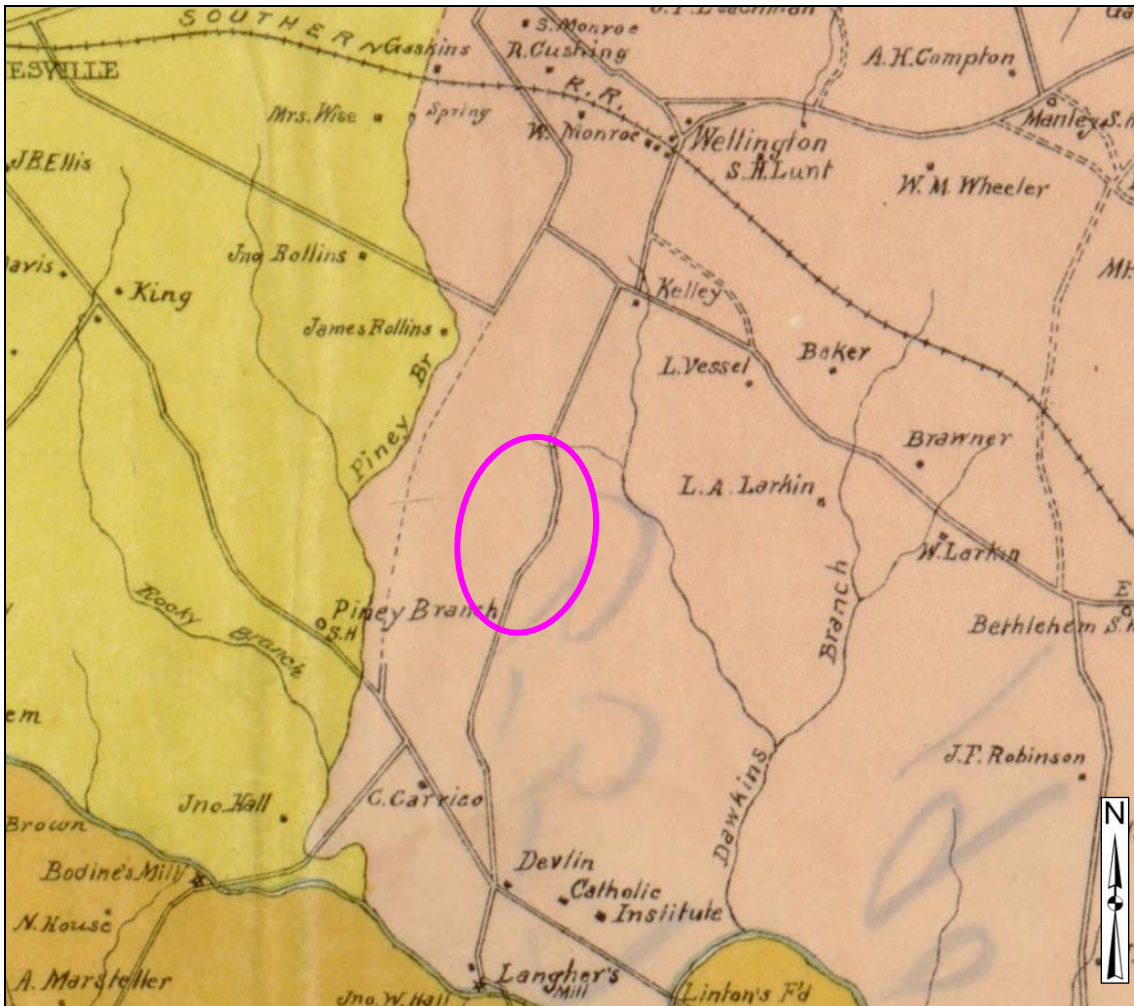 SOUTHERN
R.R.
J.F. Leachman
S. Monroe
R. Cushing
Gaskins
A.H. Compton
ESVILLE
Mrs. Wise
Spring
W. Monroe
Wellington
S.H. Lunt
Manley S.H
J.B. Ellis
W.M. Wheeler
Jno Rollins
avis
King
Kelley
James Rollins
L. Vessel
Baker
Piney Br
Brawner
L.A. Larkin
W. Larkin
Rocky Branch
Piney Branch
S.H
Bethlehem S.H
E
em
Dawkins Branch
J.F. Robinson
C. Carrico
Jno. Hall
N
Brown
Bodine's Mill
Devlin
Catholic
Institute
N. House
A. Marsteller
Langher's
Mill
Jno. W. Hall
Linton's F'd